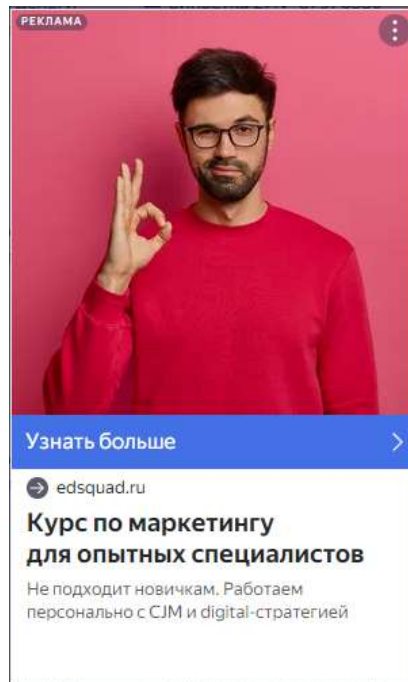 РЕКЛАМА
Узнать больше
edsquad.ru
Курс по маркетингу
для опытных специалистов
Не подходит новичкам. Работаем
персонально с CJM и digital-стратегией